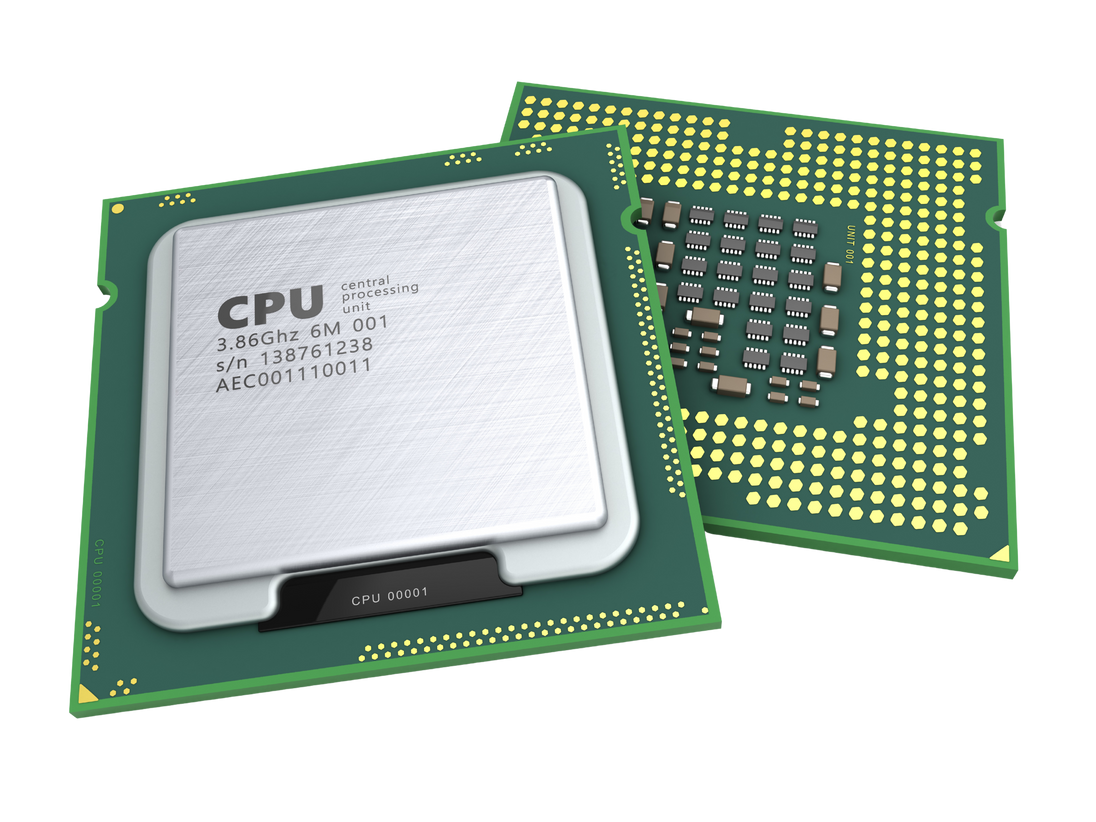 CPU central
processing
unit
3.86Ghz 6M 001
s/n 138761238
AEC001110011
CPU 00001
CPU 00001
UNIT 001